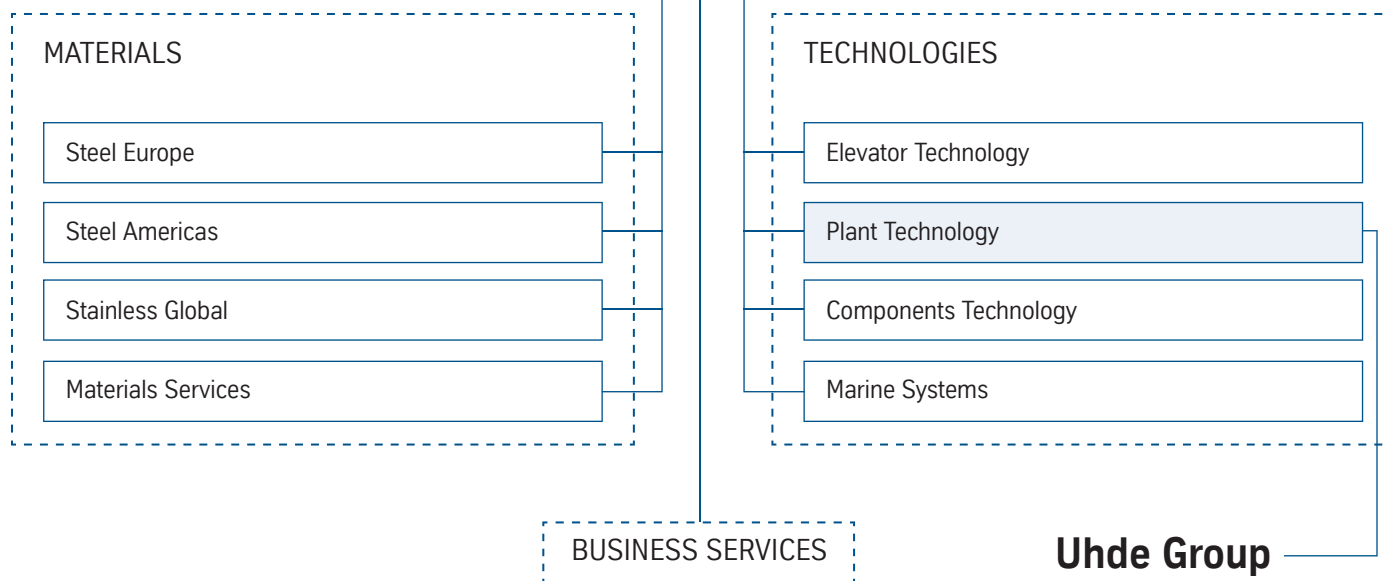 MATERIALS
Steel Europe
Steel Americas
Stainless Global
Materials Services
TECHNOLOGIES
Elevator Technology
Plant Technology
Components Technology
Marine Systems
BUSINESS SERVICES
Uhde Group